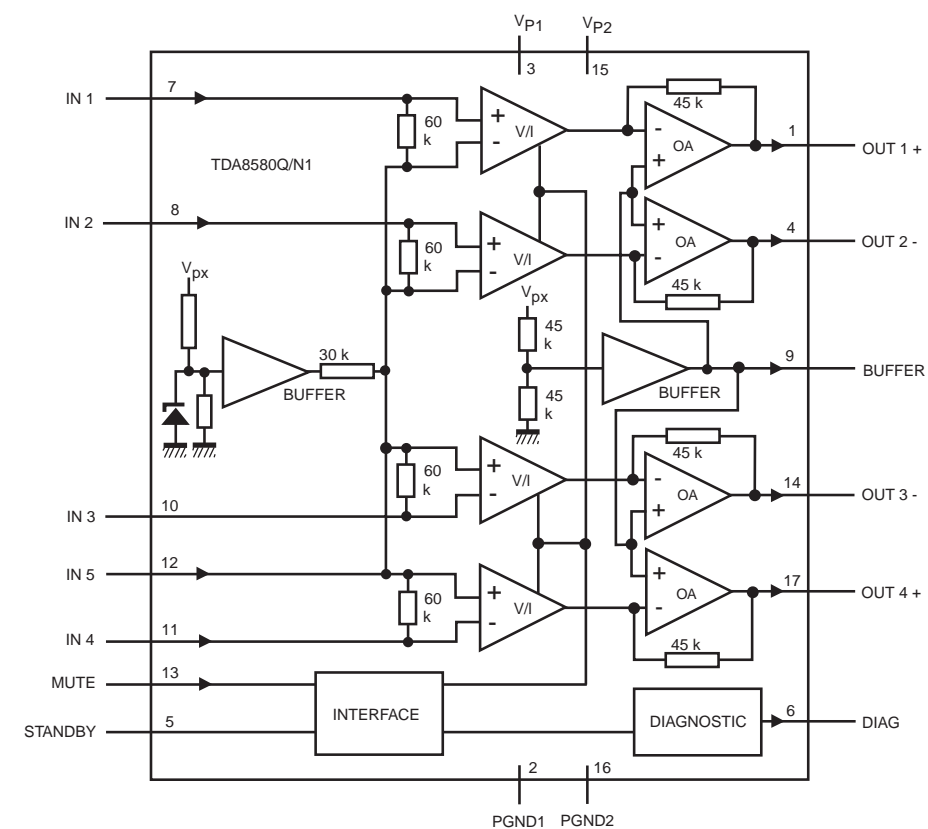 VP1 VP2
3 15
IN 1 7
60 k
+
-
V/I
45 k
-
OA
+
1
OUT 1 +
TDA8580Q/N1
IN 2 8
60 k
+
-
V/I
+
OA
-
45 k
4
OUT 2 -
Vpx
30 k
BUFFER
Vpx
45 k
45 k
BUFFER
9
BUFFER
60 k
+
-
V/I
45 k
-
OA
+
14
OUT 3 -
IN 3 10
IN 5 12
60 k
+
-
V/I
+
OA
-
45 k
17
OUT 4 +
IN 4 11
MUTE 13
STANDBY 5
INTERFACE
DIAGNOSTIC
6
DIAG
2 16
PGND1 PGND2